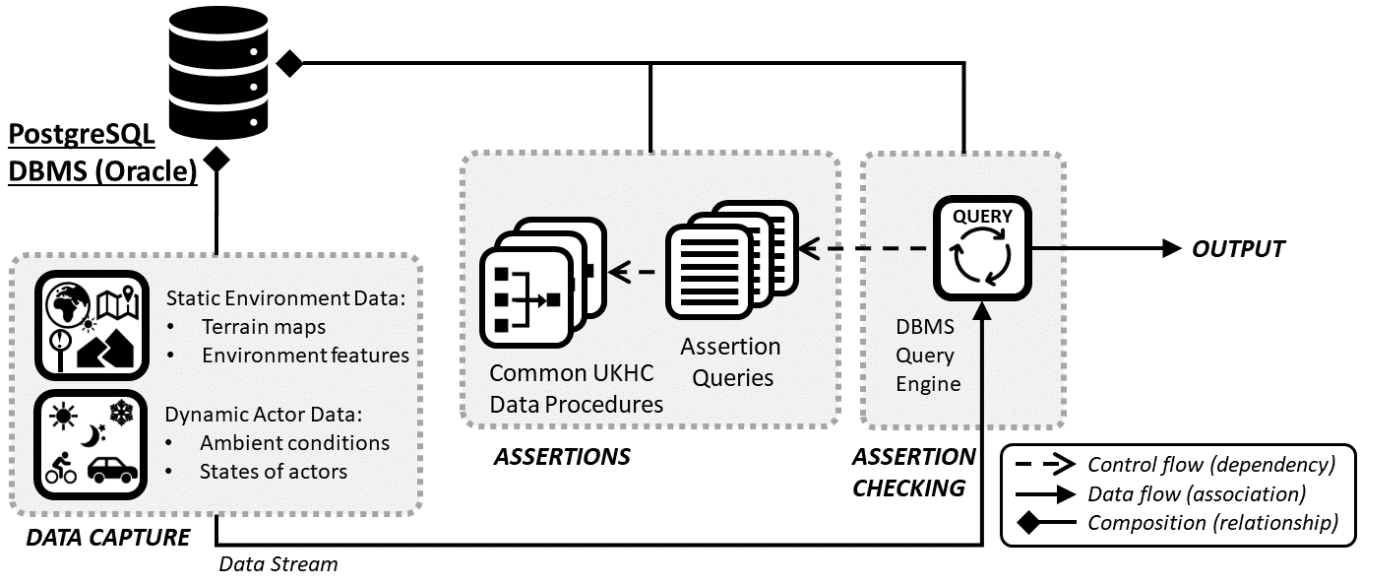 PostgreSQL
DBMS (Oracle)
Static Environment Data:
• Terrain maps
• Environment features
Dynamic Actor Data:
• Ambient conditions
• States of actors
DATA CAPTURE
Data Stream
Common UKHC
Data Procedures
Assertion
Queries
ASSERTIONS
QUERY
DBMS
Query
Engine
ASSERTION
CHECKING
OUTPUT
Control flow (dependency)
Data flow (association)
Composition (relationship)